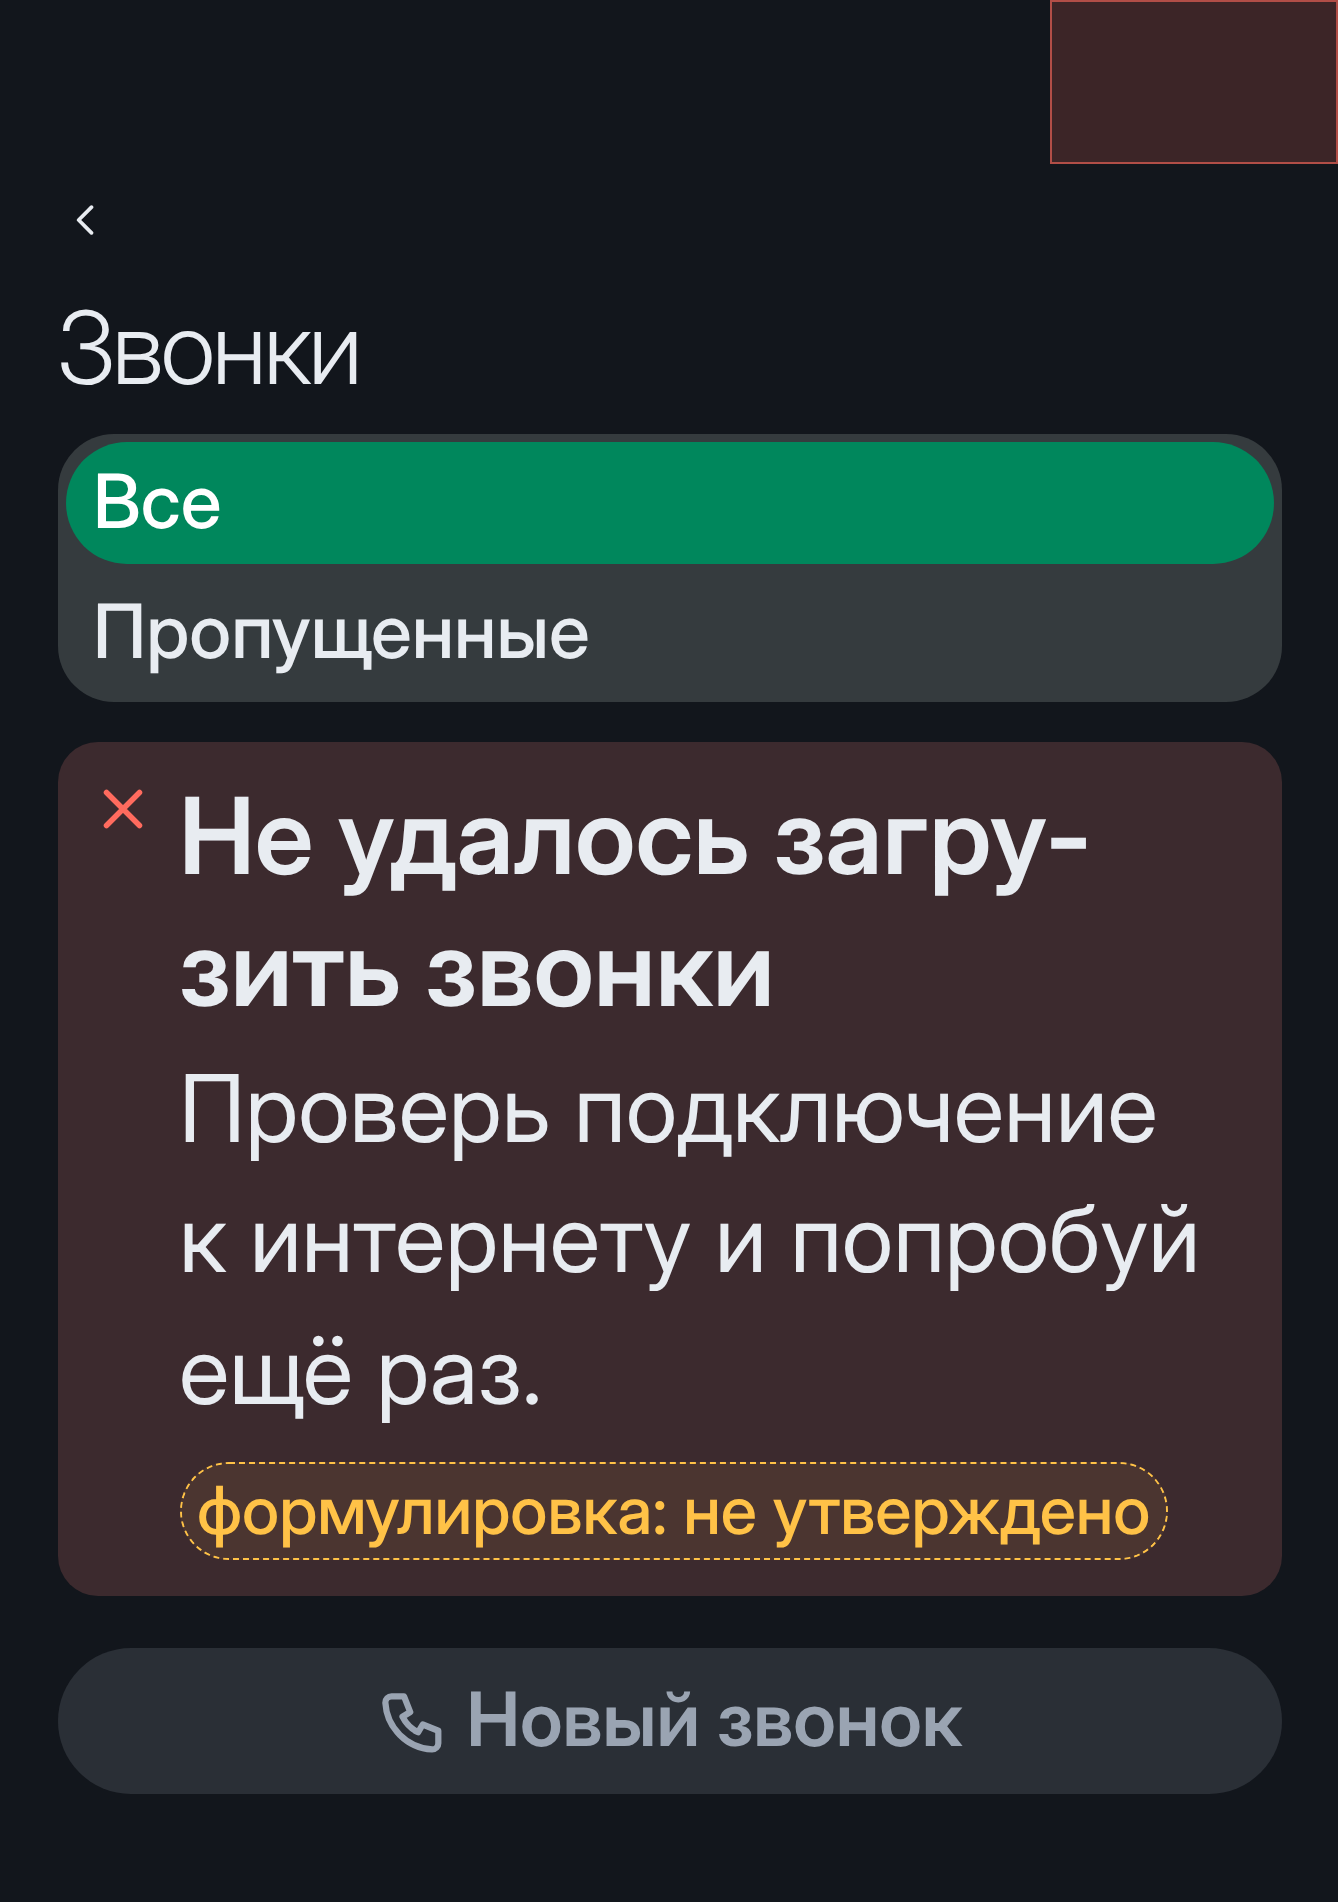 Звонки
Все
Пропущенные
Не удалось загру-
зить звонки
Проверь подключение
к интернету и попробуй
ещё раз.
формулировка: не утверждено
Новый звонок